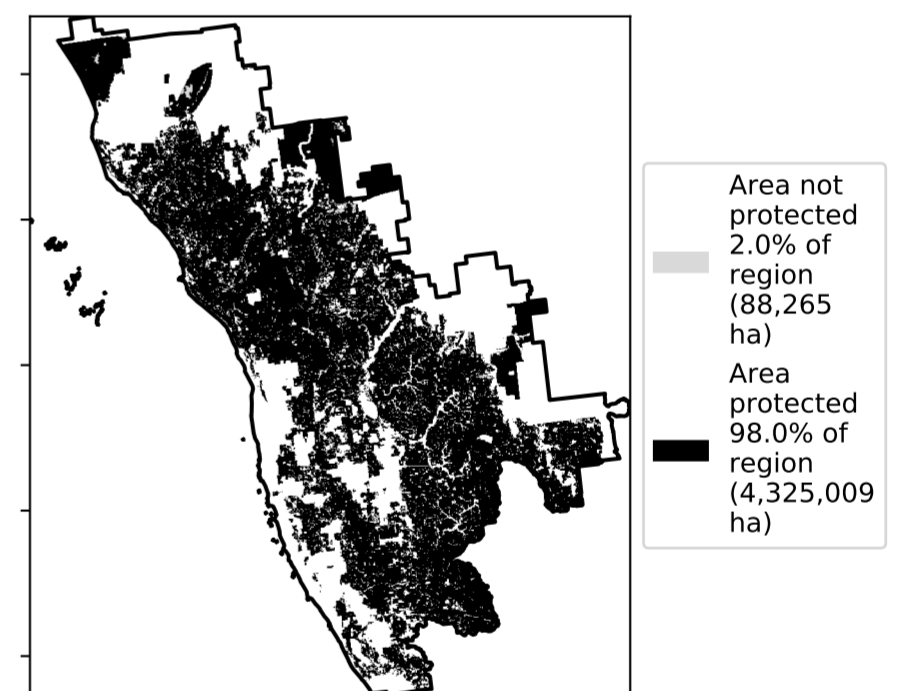 Area not
protected
2.0% of
region
(88,265
ha)
Area
protected
98.0% of
region
(4,325,009
ha)